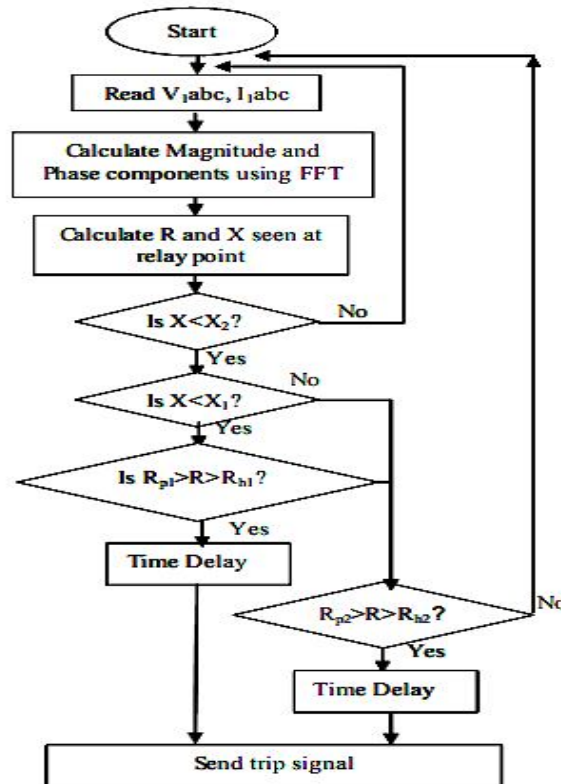 Start
Read V₁abc, I₁abc
Calculate Magnitude and
Phase components using FFT
Calculate R and X seen at
relay point
Is X<X₂?
No
Yes
Is X<X₁?
No
Yes
Is Rₚ₁>R>Rₕ₁?
Yes
Time Delay
Rₚ₂>R>Rₕ₂?
No
Yes
Time Delay
Send trip signal